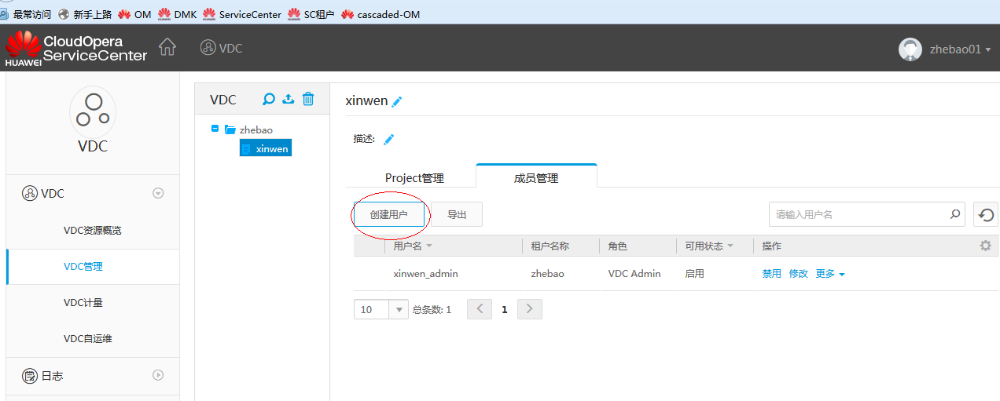 最常访问 新手上路 OM DMK ServiceCenter SC租户 cascaded-OM
HUAWEI CloudOpera ServiceCenter VDC zhebao01
VDC
VDC
VDC资源概览
VDC管理
VDC计量
VDC自运维
日志
VDC
zhebao
xinwen
xinwen
描述:
Project管理 成员管理
创建用户 导出 请输入用户名
用户名 租户名称 角色 可用状态 操作
xinwen_admin zhebao VDC Admin 启用 禁用 修改 更多
10 总条数: 1 1